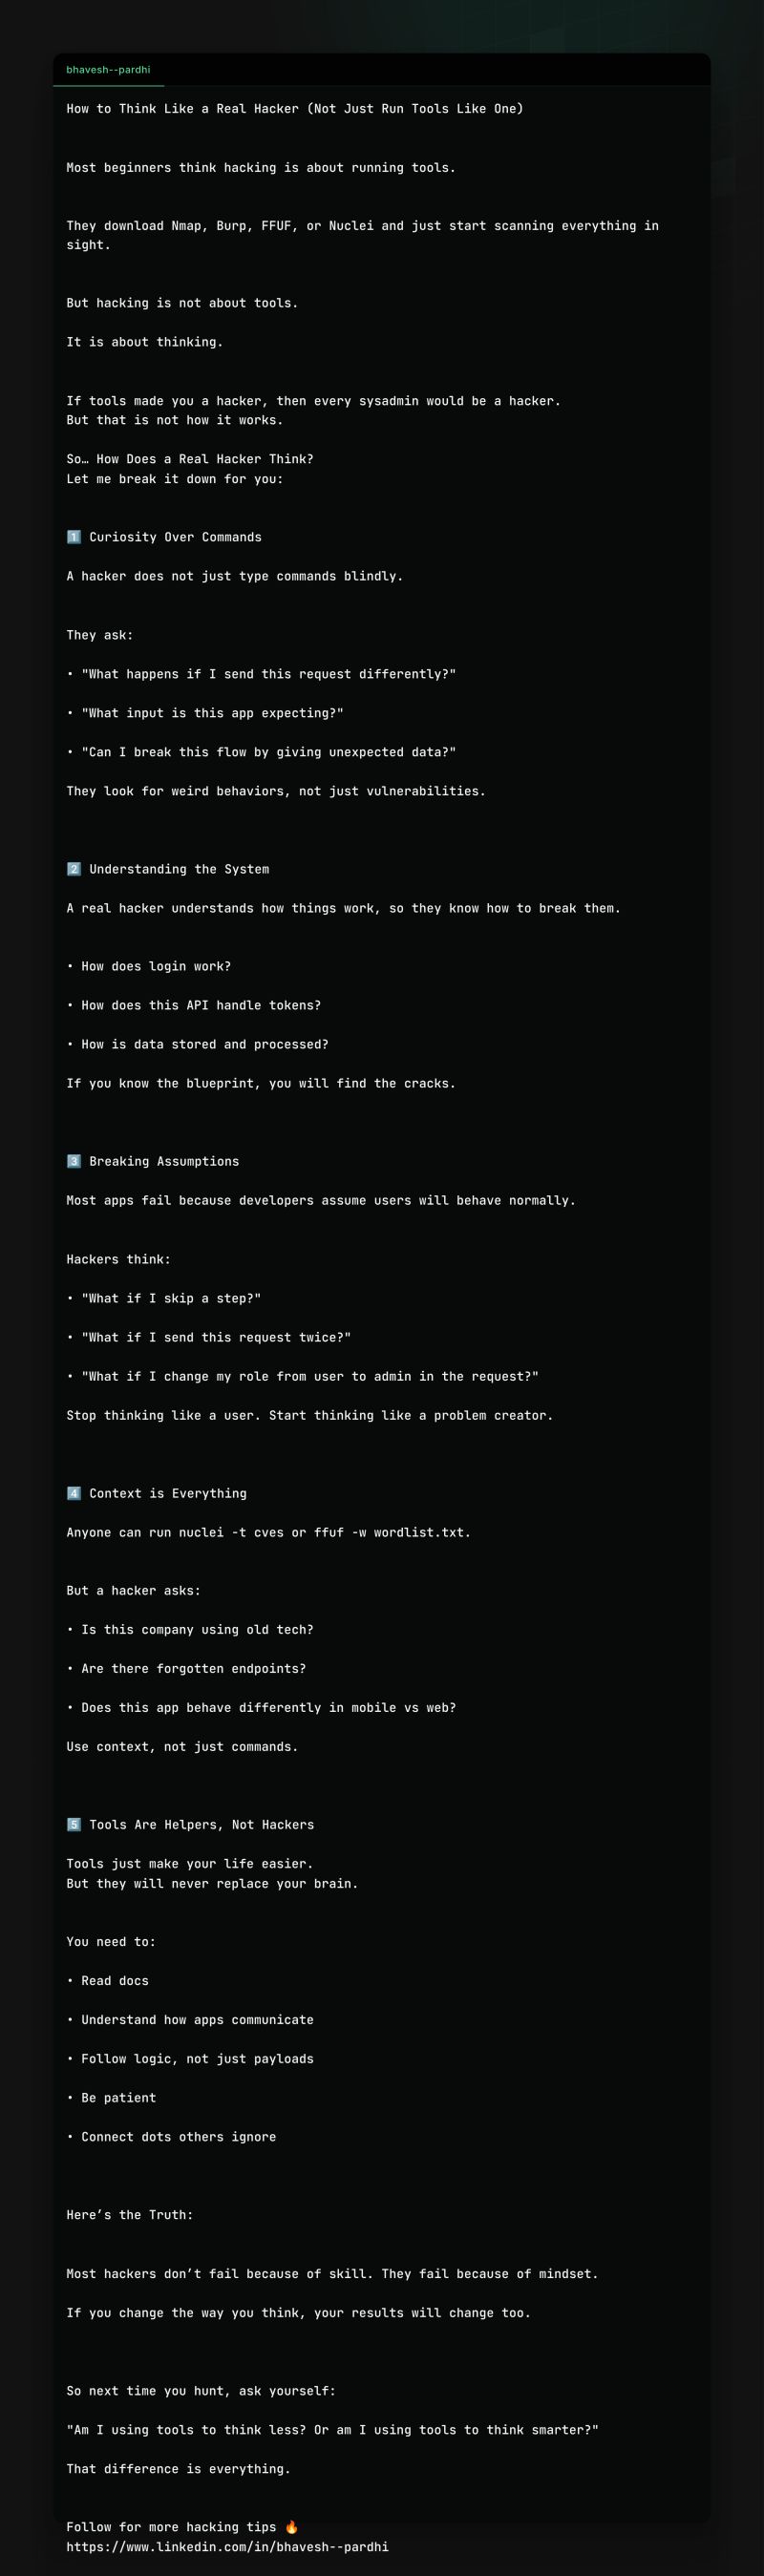 bhavesh--pardhi
How to Think Like a Real Hacker (Not Just Run Tools Like One)
Most beginners think hacking is about running tools.
They download Nmap, Burp, FFUF, or Nuclei and just start scanning everything in
sight.
But hacking is not about tools.
It is about thinking.
If tools made you a hacker, then every sysadmin would be a hacker.
But that is not how it works.
So… How Does a Real Hacker Think?
Let me break it down for you:
1️⃣ Curiosity Over Commands
A hacker does not just type commands blindly.
They ask:
• "What happens if I send this request differently?"
• "What input is this app expecting?"
• "Can I break this flow by giving unexpected data?"
They look for weird behaviors, not just vulnerabilities.
2️⃣ Understanding the System
A real hacker understands how things work, so they know how to break them.
• How does login work?
• How does this API handle tokens?
• How is data stored and processed?
If you know the blueprint, you will find the cracks.
3️⃣ Breaking Assumptions
Most apps fail because developers assume users will behave normally.
Hackers think:
• "What if I skip a step?"
• "What if I send this request twice?"
• "What if I change my role from user to admin in the request?"
Stop thinking like a user. Start thinking like a problem creator.
4️⃣ Context is Everything
Anyone can run nuclei -t cves or ffuf -w wordlist.txt.
But a hacker asks:
• Is this company using old tech?
• Are there forgotten endpoints?
• Does this app behave differently in mobile vs web?
Use context, not just commands.
5️⃣ Tools Are Helpers, Not Hackers
Tools just make your life easier.
But they will never replace your brain.
You need to:
• Read docs
• Understand how apps communicate
• Follow logic, not just payloads
• Be patient
• Connect dots others ignore
Here’s the Truth:
Most hackers don’t fail because of skill. They fail because of mindset.
If you change the way you think, your results will change too.
So next time you hunt, ask yourself:
"Am I using tools to think less? Or am I using tools to think smarter?"
That difference is everything.
Follow for more hacking tips 🔥
https://www.linkedin.com/in/bhavesh--pardhi